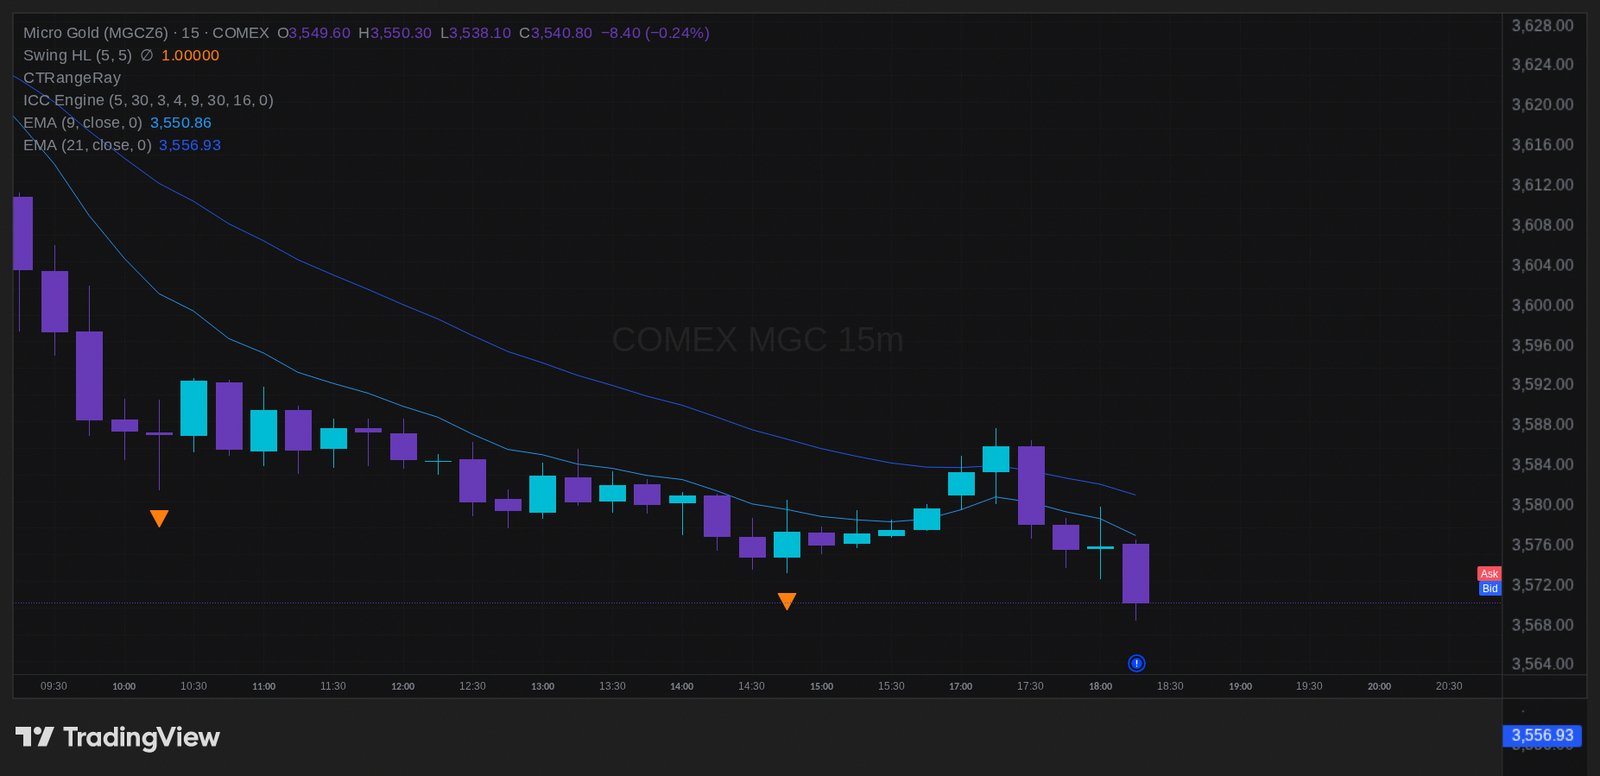 Micro Gold (MGCZ6) · 15 · COMEX O3,549.60 H3,550.30 L3,538.10 C3,540.80 −8.40 (−0.24%)
Swing HL (5, 5) ∅ 1.00000
CTRangeRay
ICC Engine (5, 30, 3, 4, 9, 30, 16, 0)
EMA (9, close, 0) 3,550.86
EMA (21, close, 0) 3,556.93
COMEX MGC 15m
3,628.00
3,624.00
3,620.00
3,616.00
3,612.00
3,608.00
3,604.00
3,600.00
3,596.00
3,592.00
3,588.00
3,584.00
3,580.00
3,576.00
Ask
3,572.00
Bid
3,568.00
3,564.00
!
09:30 10:00 10:30 11:00 11:30 12:00 12:30 13:00 13:30 14:00 14:30 15:00 15:30 17:00 17:30 18:00 18:30 19:00 19:30 20:00 20:30
TradingView
3,556.93